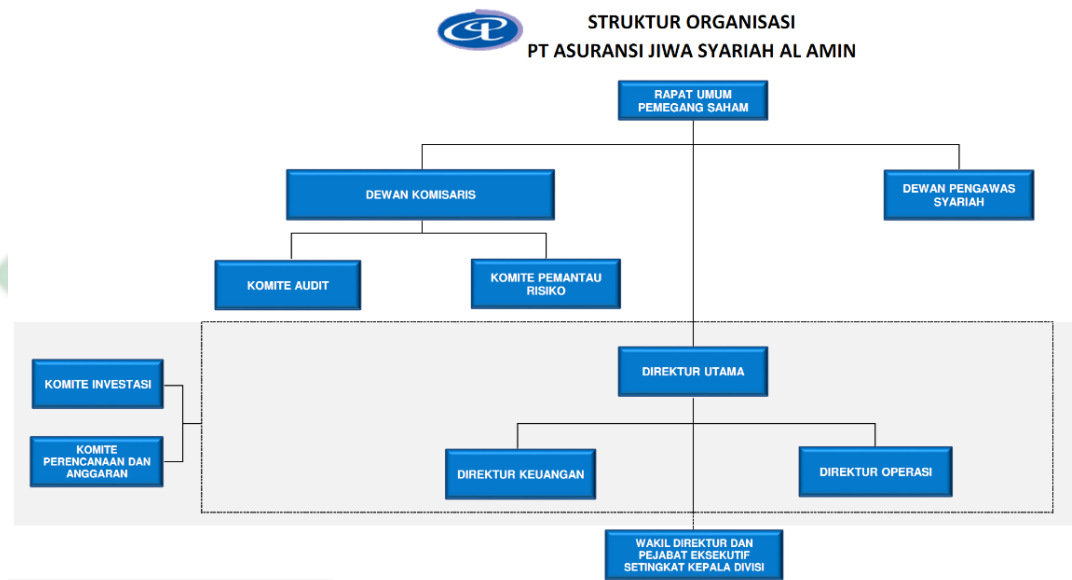 STRUKTUR ORGANISASI
PT ASURANSI JIWA SYARIAH AL AMIN
RAPAT UMUM
PEMEGANG SAHAM
DEWAN KOMISARIS
DEWAN PENGAWAS
SYARIAH
KOMITE AUDIT
KOMITE PEMANTAU
RISIKO
DIREKTUR UTAMA
KOMITE INVESTASI
KOMITE
PERENCANAAN DAN
ANGGARAN
DIREKTUR KEUANGAN
DIREKTUR OPERASI
WAKIL DIREKTUR DAN
PEJABAT EKSEKUTIF
SETINGKAT KEPALA DIVISI